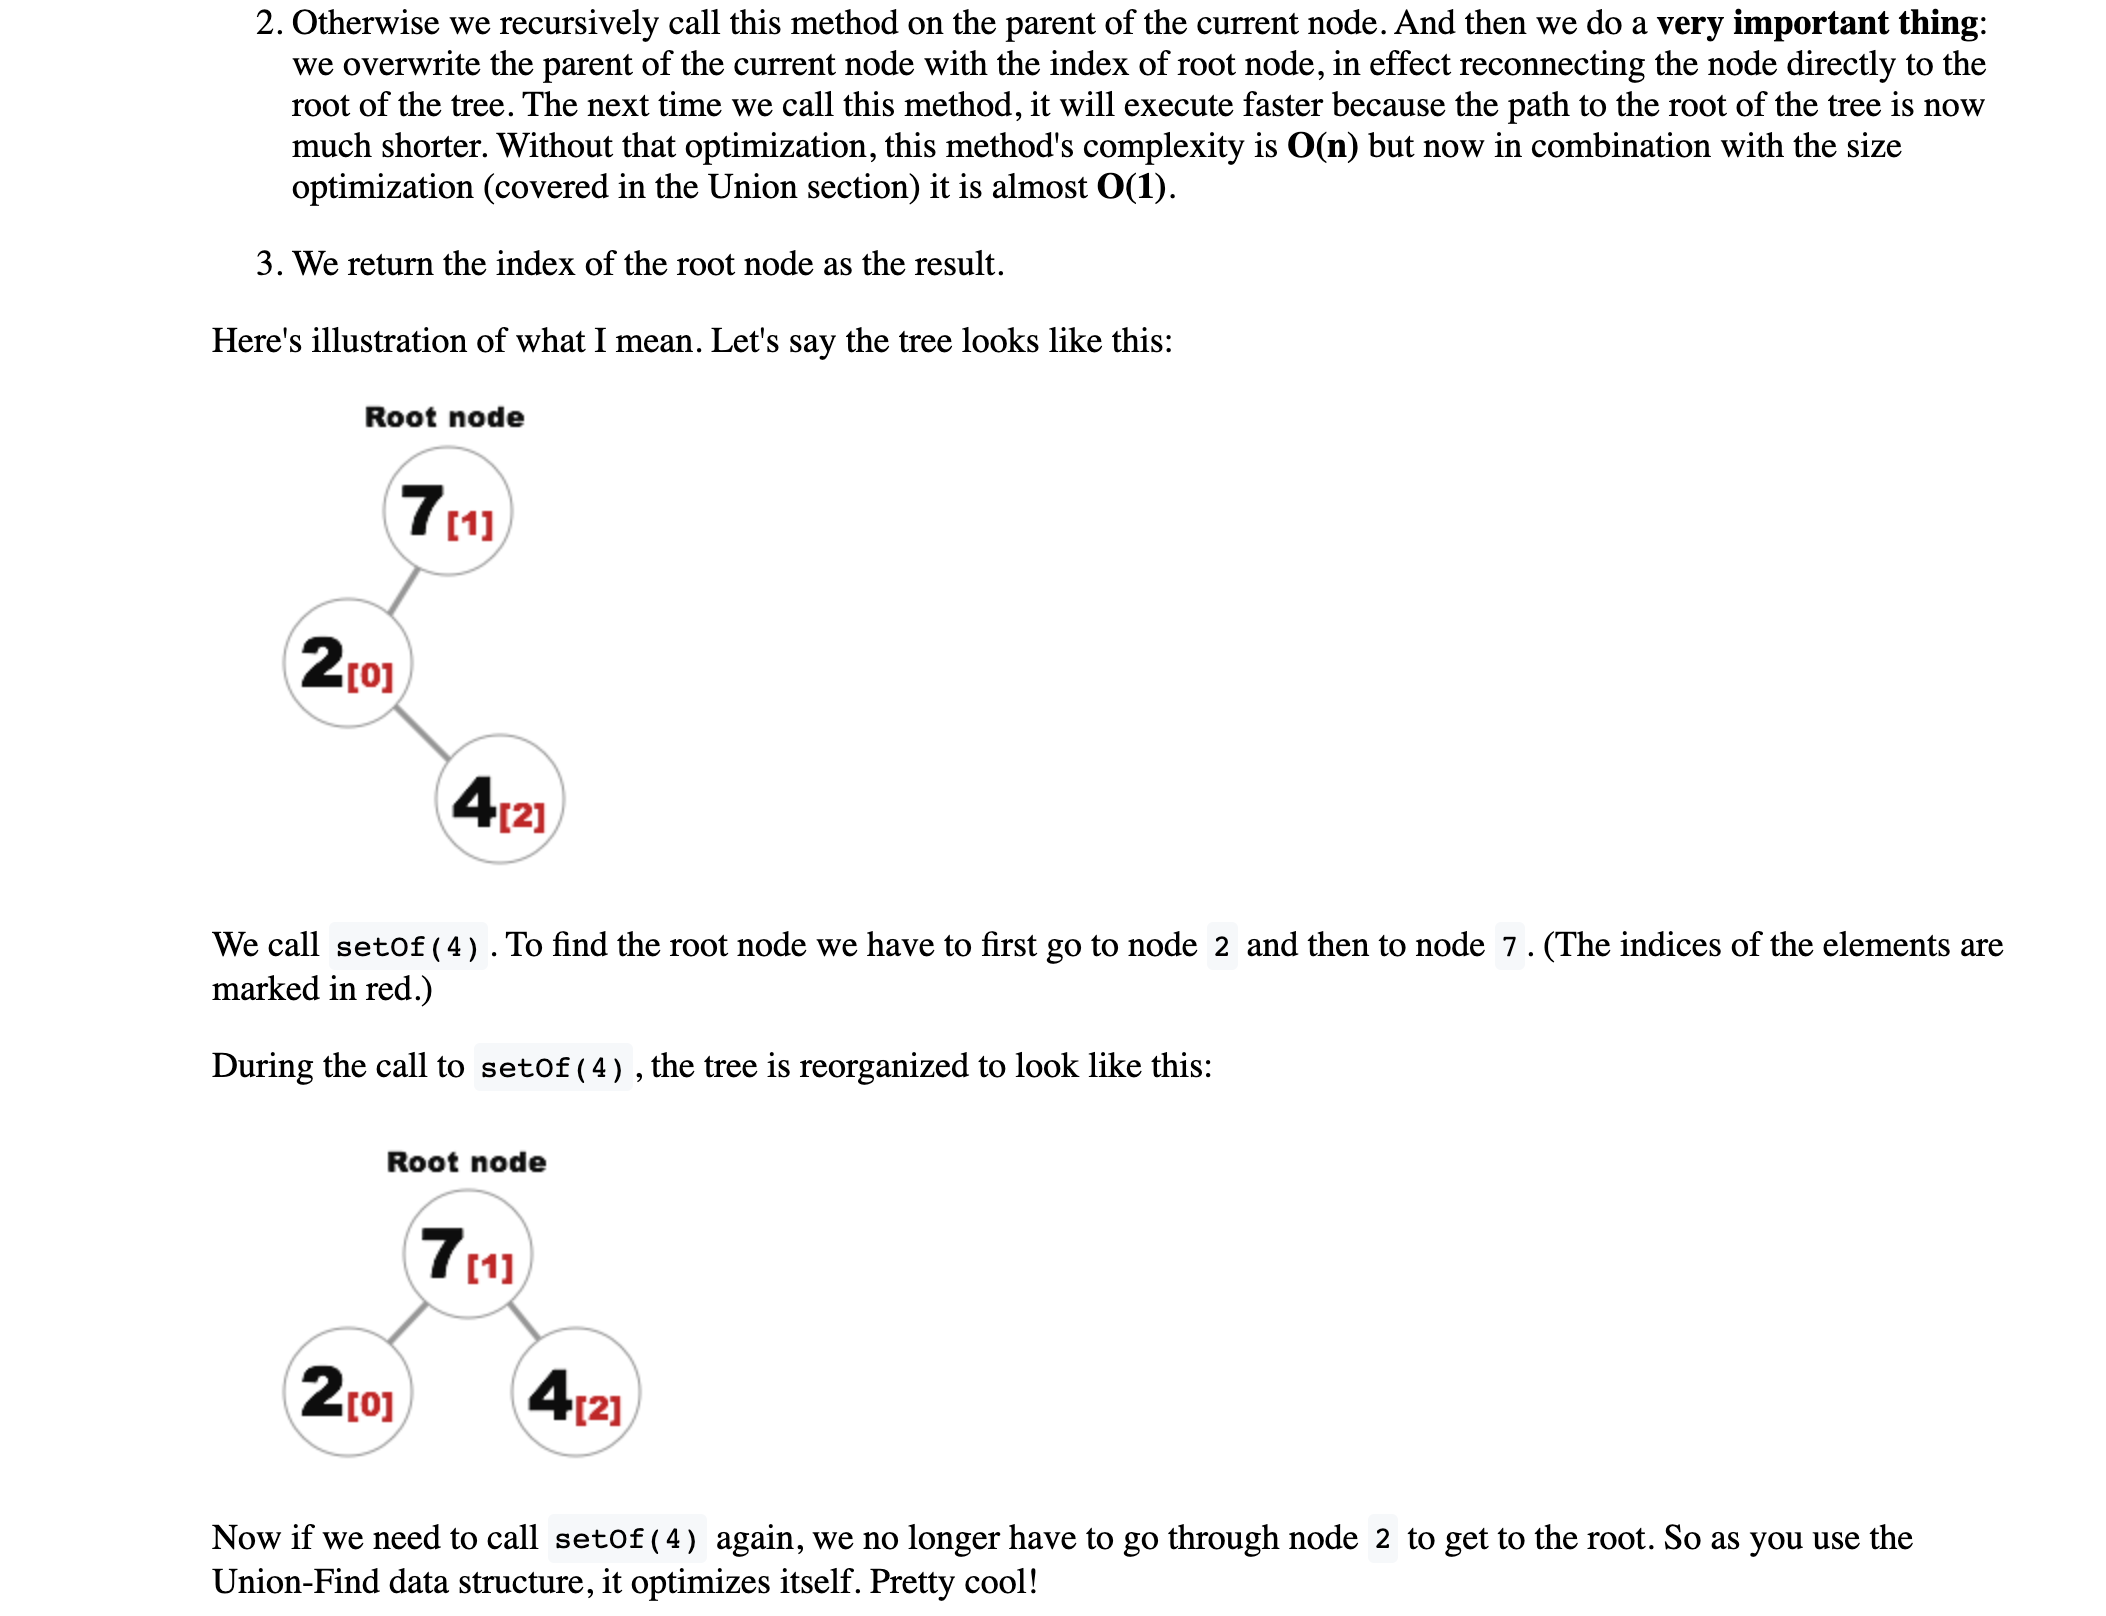 2. Otherwise we recursively call this method on the parent of the current node. And then we do a very important thing:
we overwrite the parent of the current node with the index of root node, in effect reconnecting the node directly to the
root of the tree. The next time we call this method, it will execute faster because the path to the root of the tree is now
much shorter. Without that optimization, this method's complexity is O(n) but now in combination with the size
optimization (covered in the Union section) it is almost O(1).
3. We return the index of the root node as the result.
Here's illustration of what I mean. Let's say the tree looks like this:
Root node
7[1]
2[0]
4[2]
We call setOf(4). To find the root node we have to first go to node 2 and then to node 7. (The indices of the elements are
marked in red.)
During the call to setOf(4), the tree is reorganized to look like this:
Root node
7[1]
2[0] 4[2]
Now if we need to call setOf(4) again, we no longer have to go through node 2 to get to the root. So as you use the
Union-Find data structure, it optimizes itself. Pretty cool!